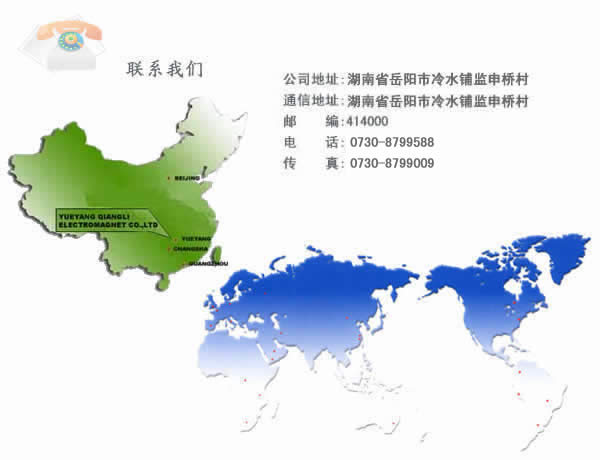 联系我们
公司地址: 湖南省岳阳市冷水铺监申桥村
通信地址: 湖南省岳阳市冷水铺监申桥村
邮 编:414000
电 话: 0730-8799588
传 真: 0730-8799009
BEIJING
YUEYANG QIANGLI
ELECTROMAGNET CO.,LTD
YUEYANG
CHANGSHA
GUANGZHOU